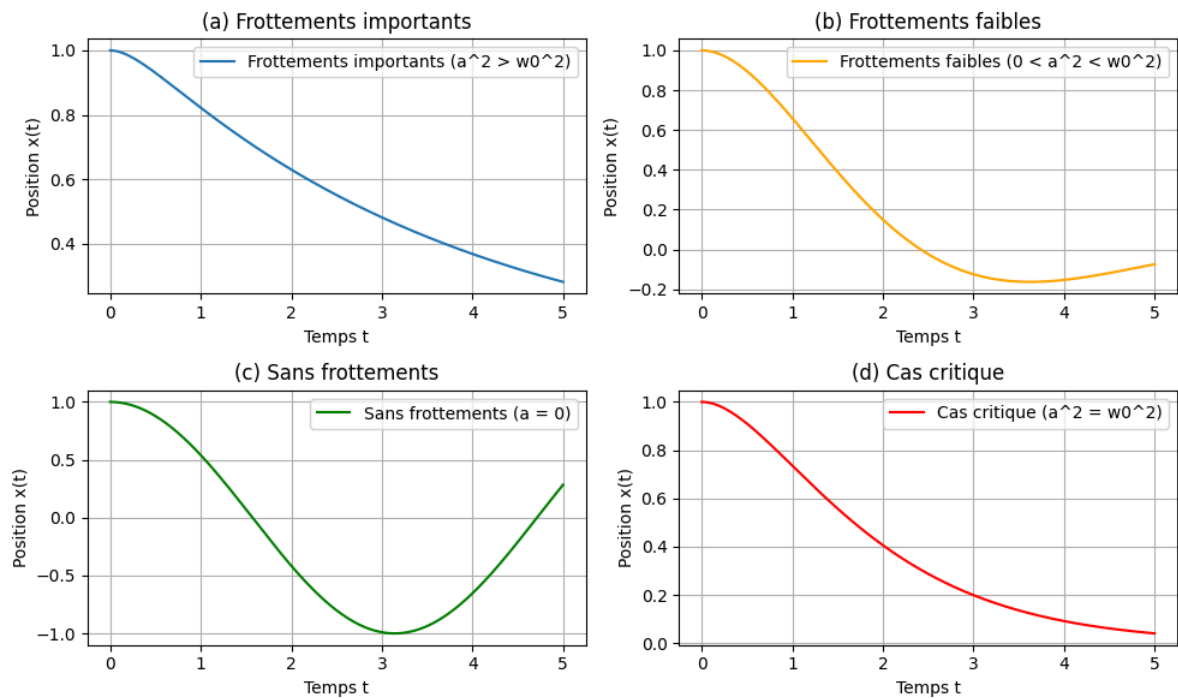 (a) Frottements importants
Frottements importants (a^2 > w0^2)
1.0
0.8
0.6
0.4
Position x(t)
0 1 2 3 4 5
Temps t
(b) Frottements faibles
Frottements faibles (0 < a^2 < w0^2)
1.0
0.8
0.6
0.4
0.2
0.0
−0.2
Position x(t)
0 1 2 3 4 5
Temps t
(c) Sans frottements
Sans frottements (a = 0)
1.0
0.5
0.0
−0.5
−1.0
Position x(t)
0 1 2 3 4 5
Temps t
(d) Cas critique
Cas critique (a^2 = w0^2)
1.0
0.8
0.6
0.4
0.2
0.0
Position x(t)
0 1 2 3 4 5
Temps t